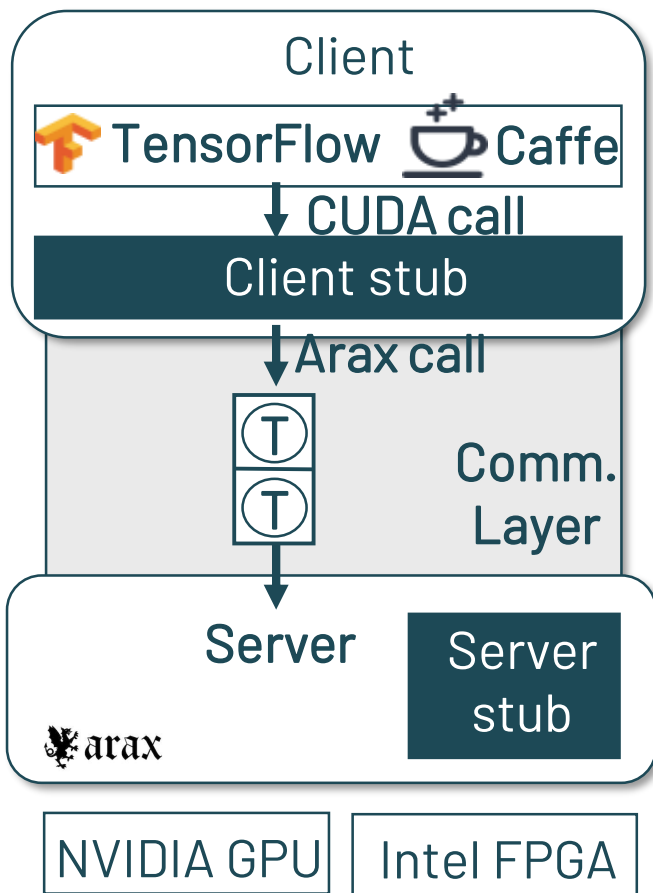 Client
TensorFlow Caffe
CUDA call
Client stub
Arax call
T
T
Comm.
Layer
Server
Server
stub
arax
NVIDIA GPU
Intel FPGA